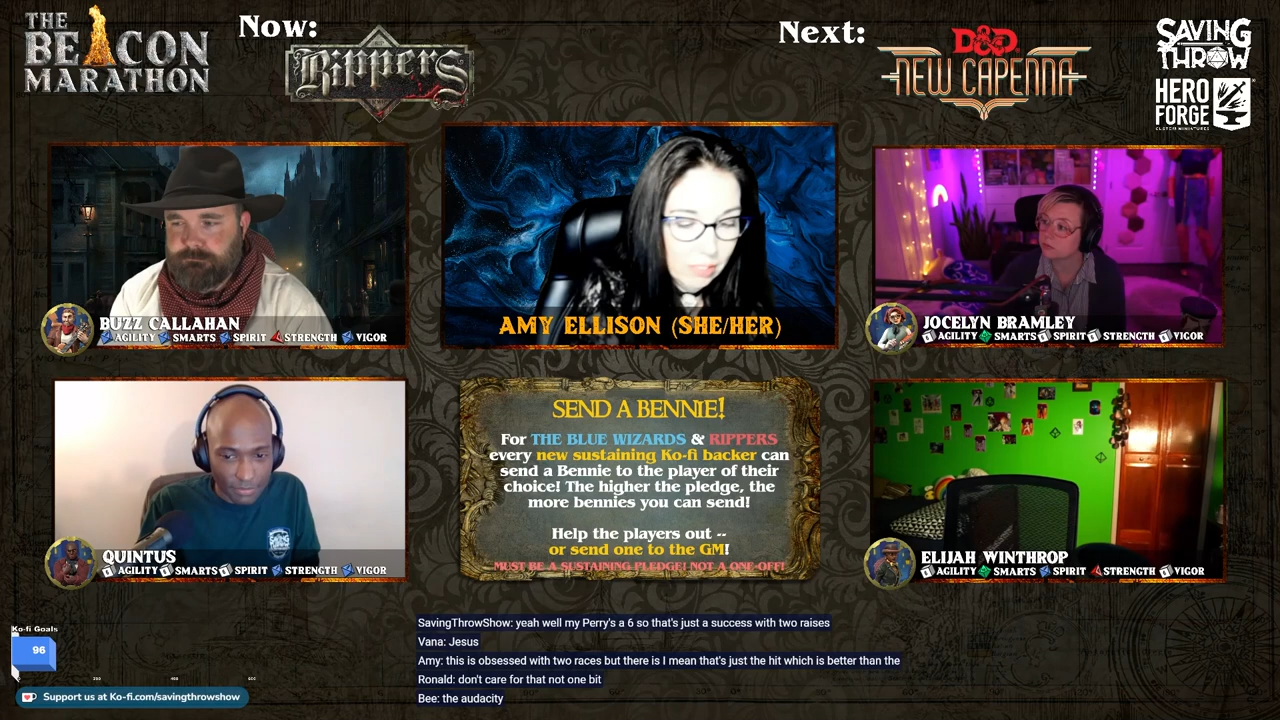 THE BEACON MARATHON
Now:
Rippers
Next:
D&D
NEW CAPENNA
SAVING THROW
HERO FORGE
CUSTOM MINIATURES
BUZZ CALLAHAN
AGILITY SMARTS SPIRIT STRENGTH VIGOR
AMY ELLISON (SHE/HER)
JOCELYN BRAMLEY
AGILITY SMARTS SPIRIT STRENGTH VIGOR
QUINTUS
AGILITY SMARTS SPIRIT STRENGTH VIGOR
SEND A BENNIE!
For THE BLUE WIZARDS & RIPPERS
every new sustaining Ko-fi backer can
send a Bennie to the player of their
choice! The higher the pledge, the
more bennies you can send!
Help the players out --
or send one to the GM!
MUST BE A SUSTAINING PLEDGE! NOT A ONE-OFF!
ELIJAH WINTHROP
AGILITY SMARTS SPIRIT STRENGTH VIGOR
Ko-fi Goals
96
SavingThrowShow: yeah well my Perry's a 6 so that's just a success with two raises
Vana: Jesus
Amy: this is obsessed with two races but there is I mean that's just the hit which is better than the
Ronald: don't care for that not one bit
Bee: the audacity
Support us at Ko-fi.com/savingthrowshow